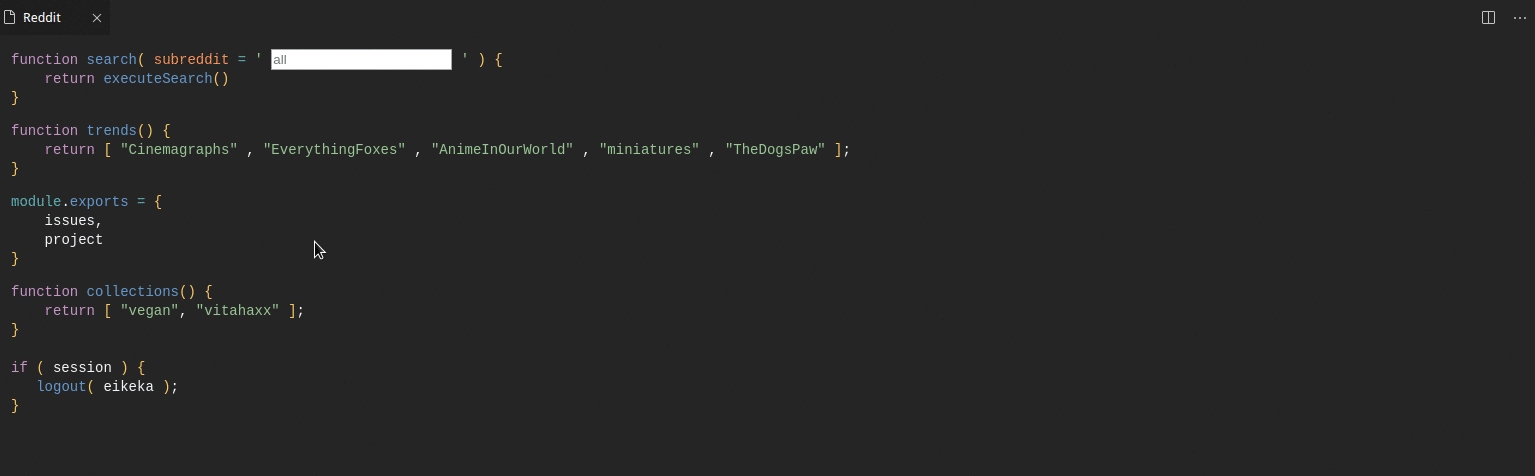 Reddit
function search( subreddit = ' all ' ) {
    return executeSearch()
}
function trends() {
    return [ "Cinemagraphs" , "EverythingFoxes" , "AnimeInOurWorld" , "miniatures" , "TheDogsPaw" ];
}
module.exports = {
    issues,
    project
}
function collections() {
    return [ "vegan", "vitahaxx" ];
}
if ( session ) {
   logout( eikeka );
}